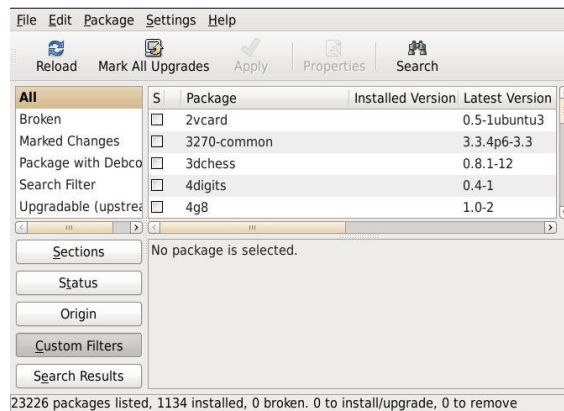 File Edit Package Settings Help
Reload Mark All Upgrades Apply Properties Search
All
Broken
Marked Changes
Package with Debco
Search Filter
Upgradable (upstrea
S Package Installed Version Latest Version
2vcard 0.5-1ubuntu3
3270-common 3.3.4p6-3.3
3dchess 0.8.1-12
4digits 0.4-1
4g8 1.0-2
Sections
Status
Origin
Custom Filters
Search Results
No package is selected.
23226 packages listed, 1134 installed, 0 broken. 0 to install/upgrade, 0 to remove